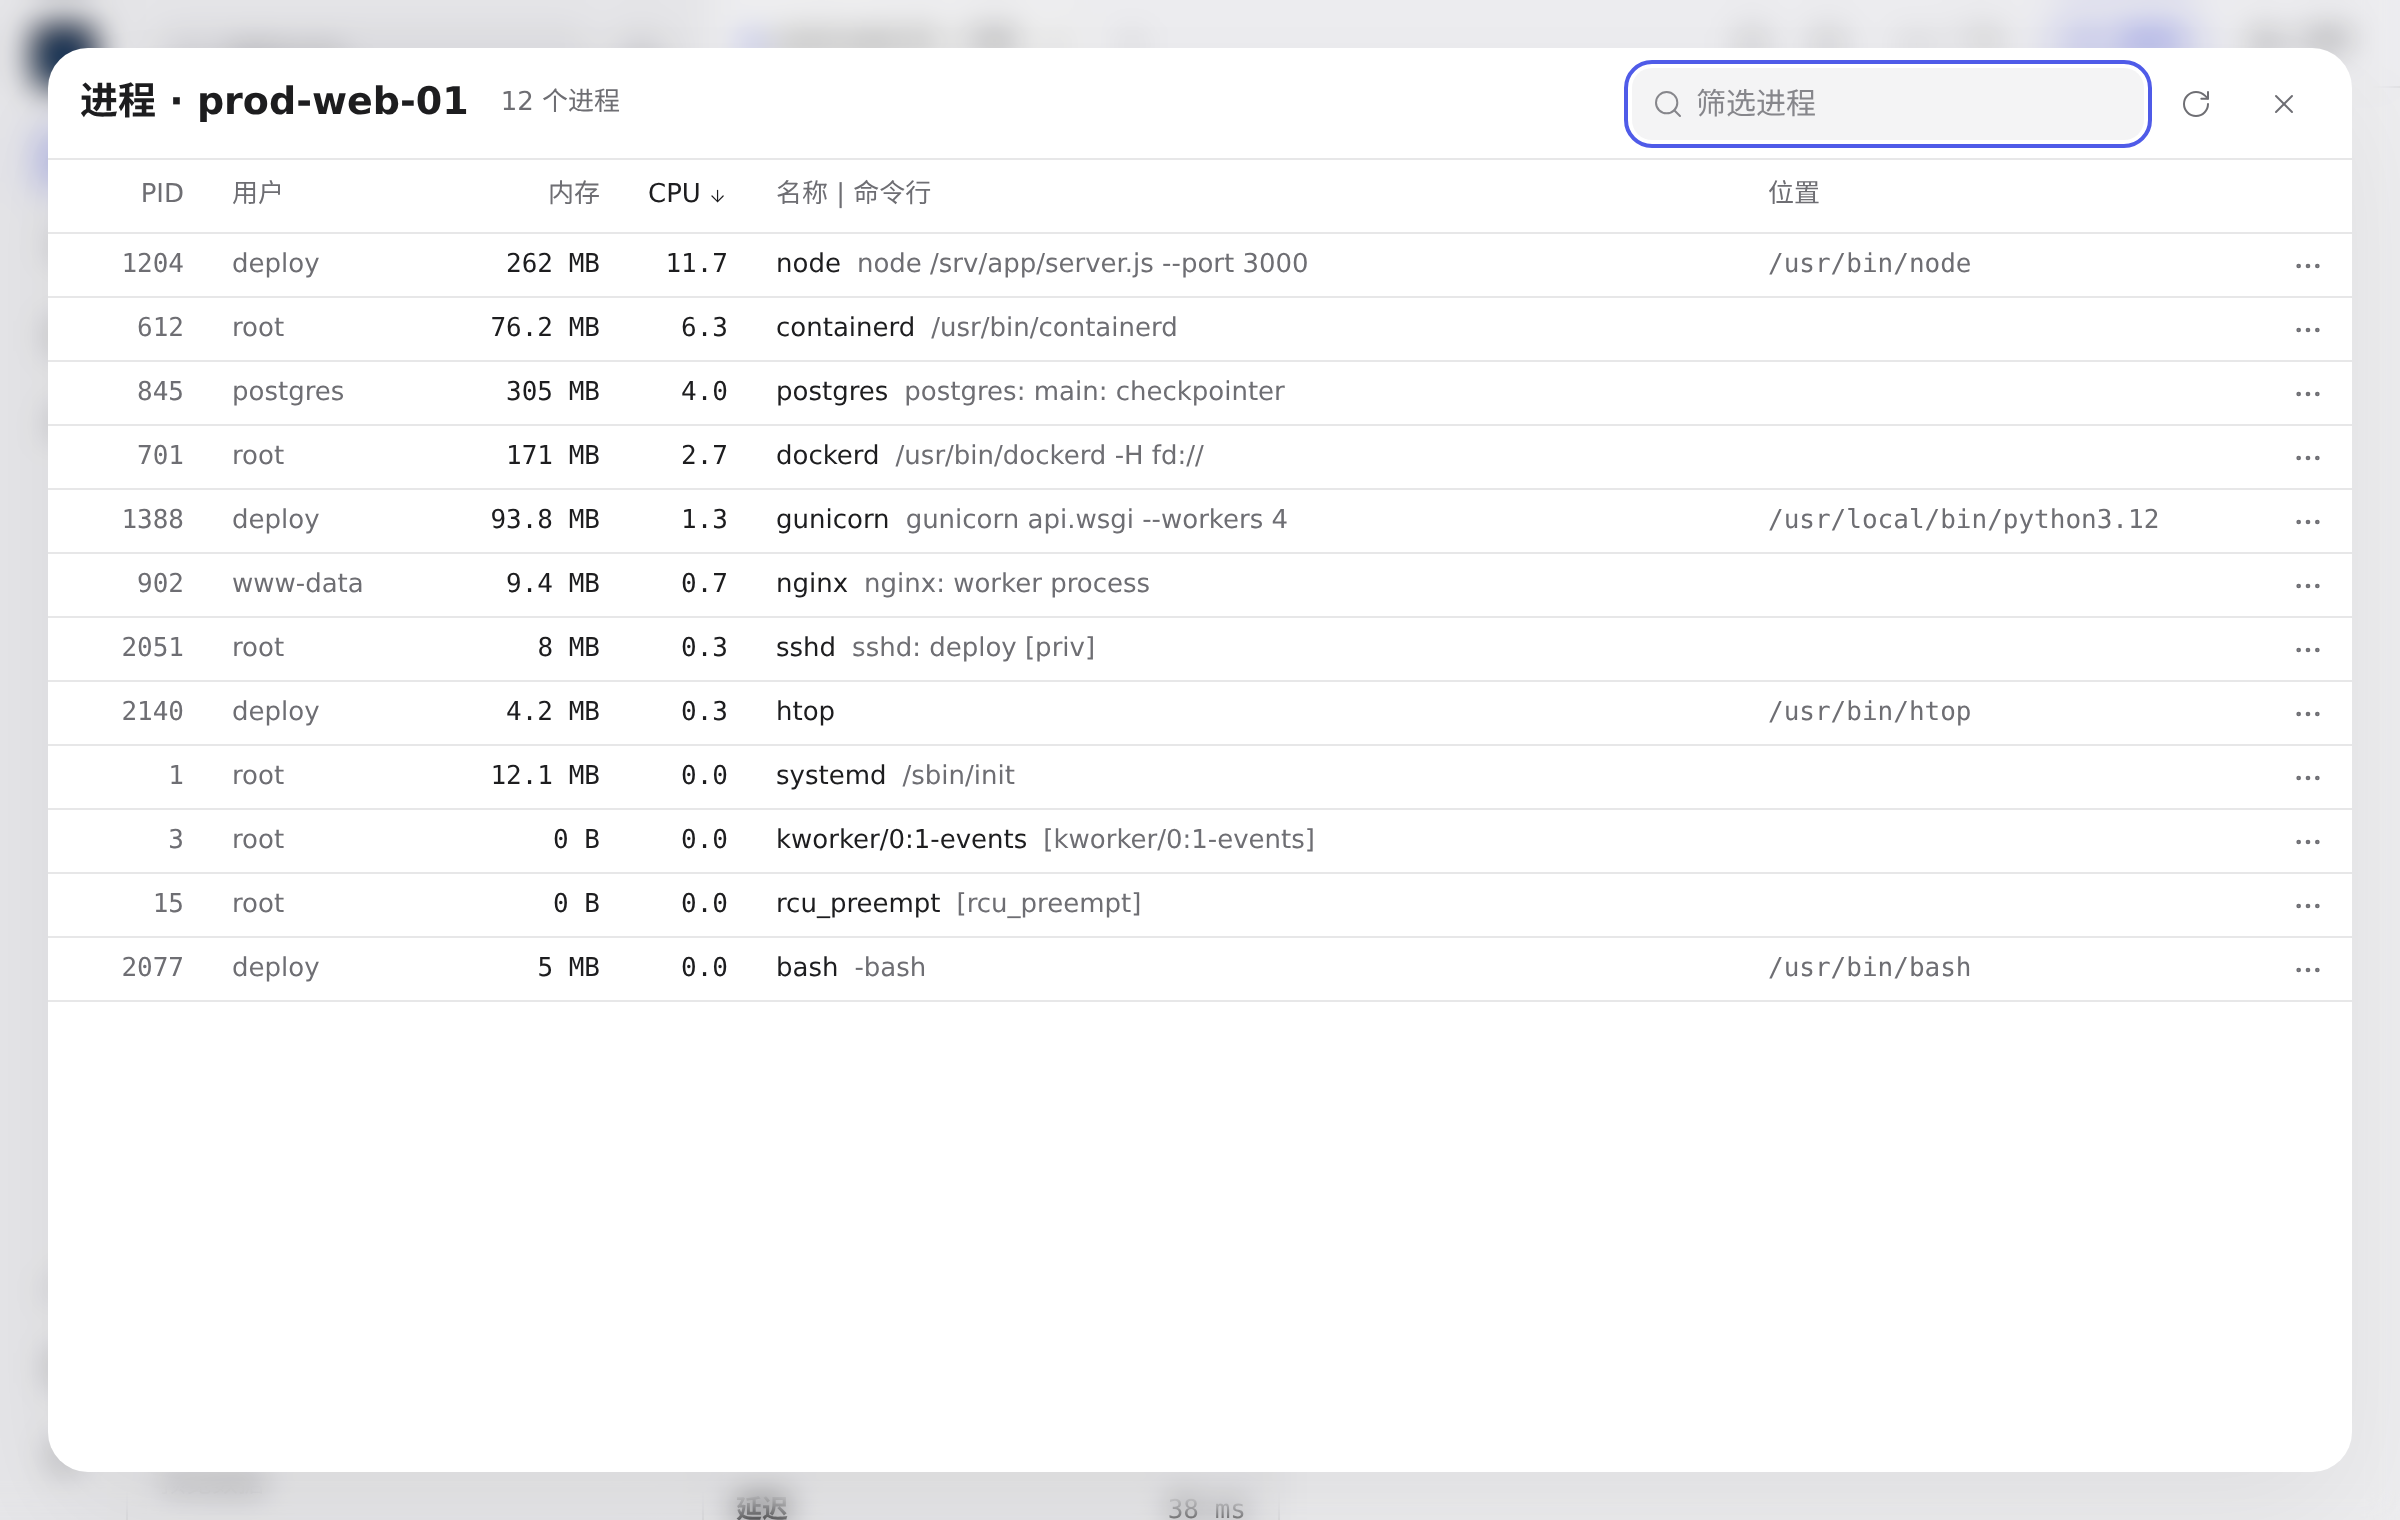 进程 · prod-web-01 12 个进程 筛选进程
PID 用户 内存 CPU ↓ 名称 | 命令行 位置
1204 deploy 262 MB 11.7 node node /srv/app/server.js --port 3000 /usr/bin/node ···
612 root 76.2 MB 6.3 containerd /usr/bin/containerd ···
845 postgres 305 MB 4.0 postgres postgres: main: checkpointer ···
701 root 171 MB 2.7 dockerd /usr/bin/dockerd -H fd:// ···
1388 deploy 93.8 MB 1.3 gunicorn gunicorn api.wsgi --workers 4 /usr/local/bin/python3.12 ···
902 www-data 9.4 MB 0.7 nginx nginx: worker process ···
2051 root 8 MB 0.3 sshd sshd: deploy [priv] ···
2140 deploy 4.2 MB 0.3 htop /usr/bin/htop ···
1 root 12.1 MB 0.0 systemd /sbin/init ···
3 root 0 B 0.0 kworker/0:1-events [kworker/0:1-events] ···
15 root 0 B 0.0 rcu_preempt [rcu_preempt] ···
2077 deploy 5 MB 0.0 bash -bash /usr/bin/bash ···
延迟 38 ms